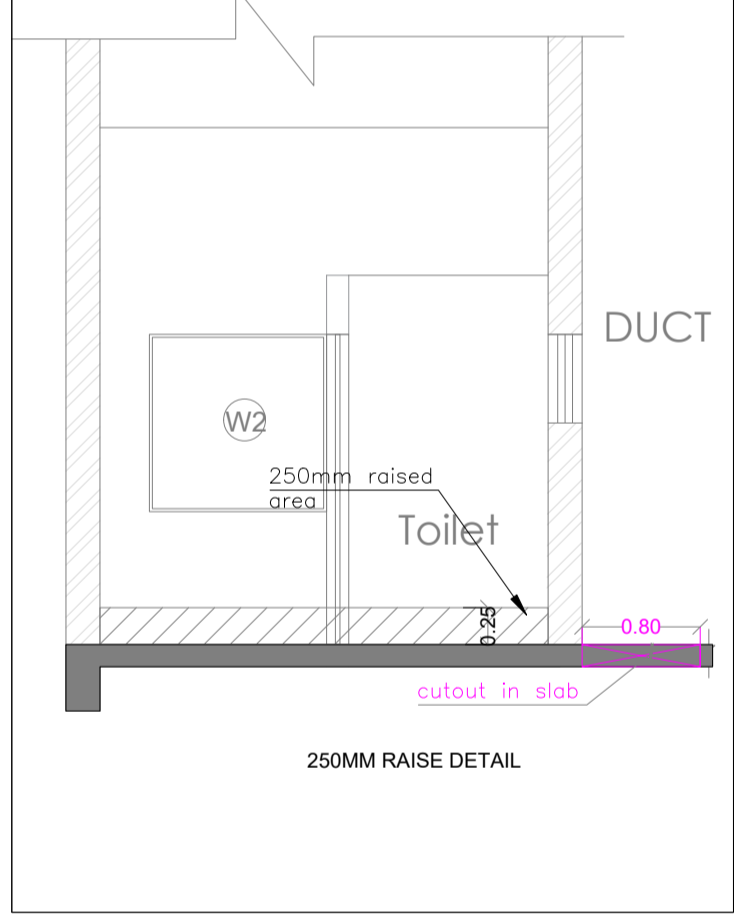 DUCT
W2
250mm raised
area
Toilet
0.25
0.80
cutout in slab
250MM RAISE DETAIL